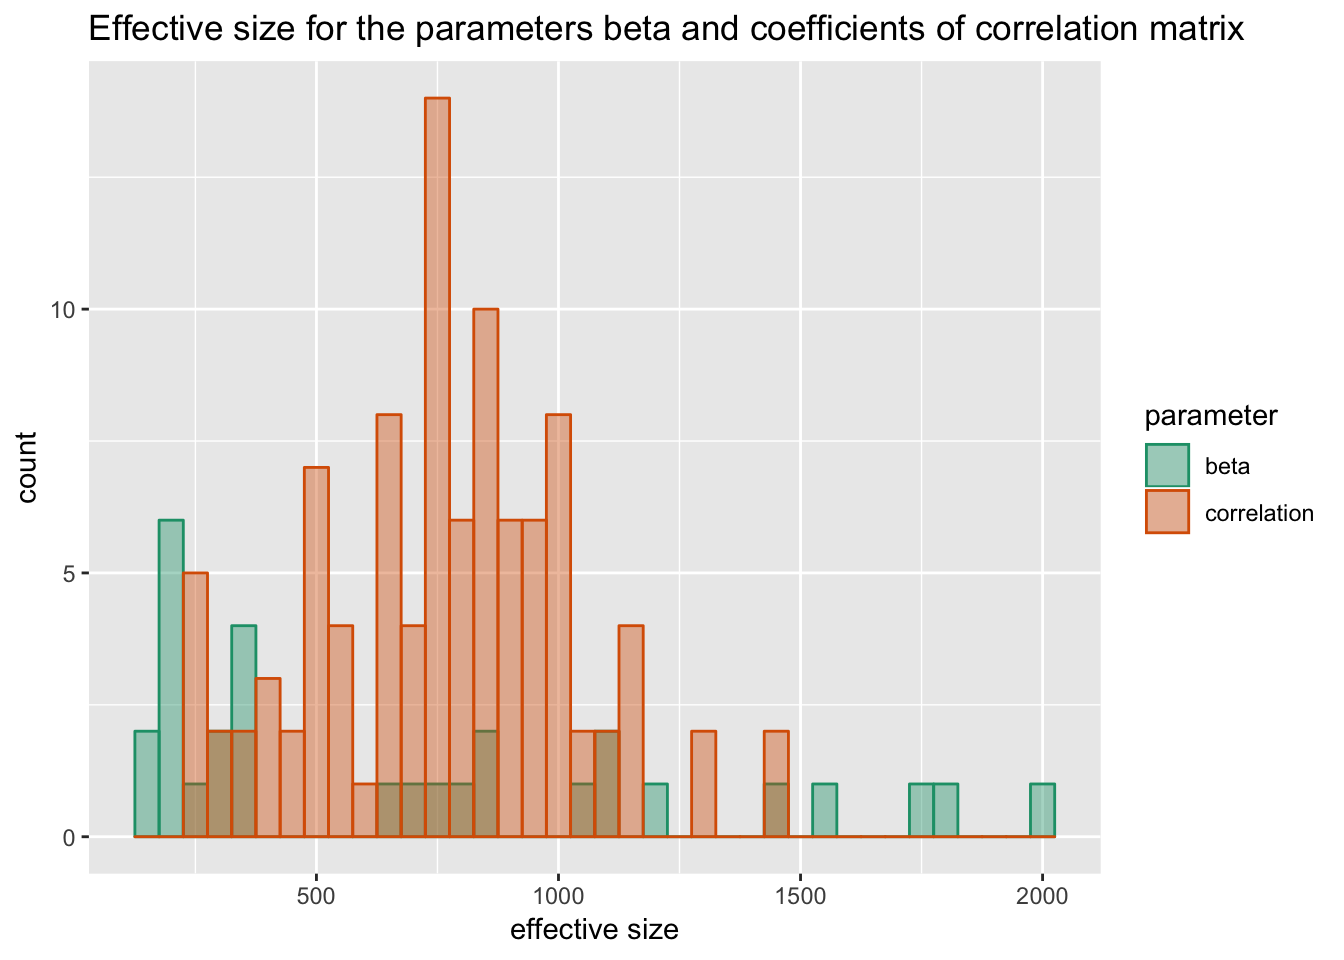 Effective size for the parameters beta and coefficients of correlation matrix
10
5
0
count
500 1000 1500 2000
effective size
parameter
beta
correlation